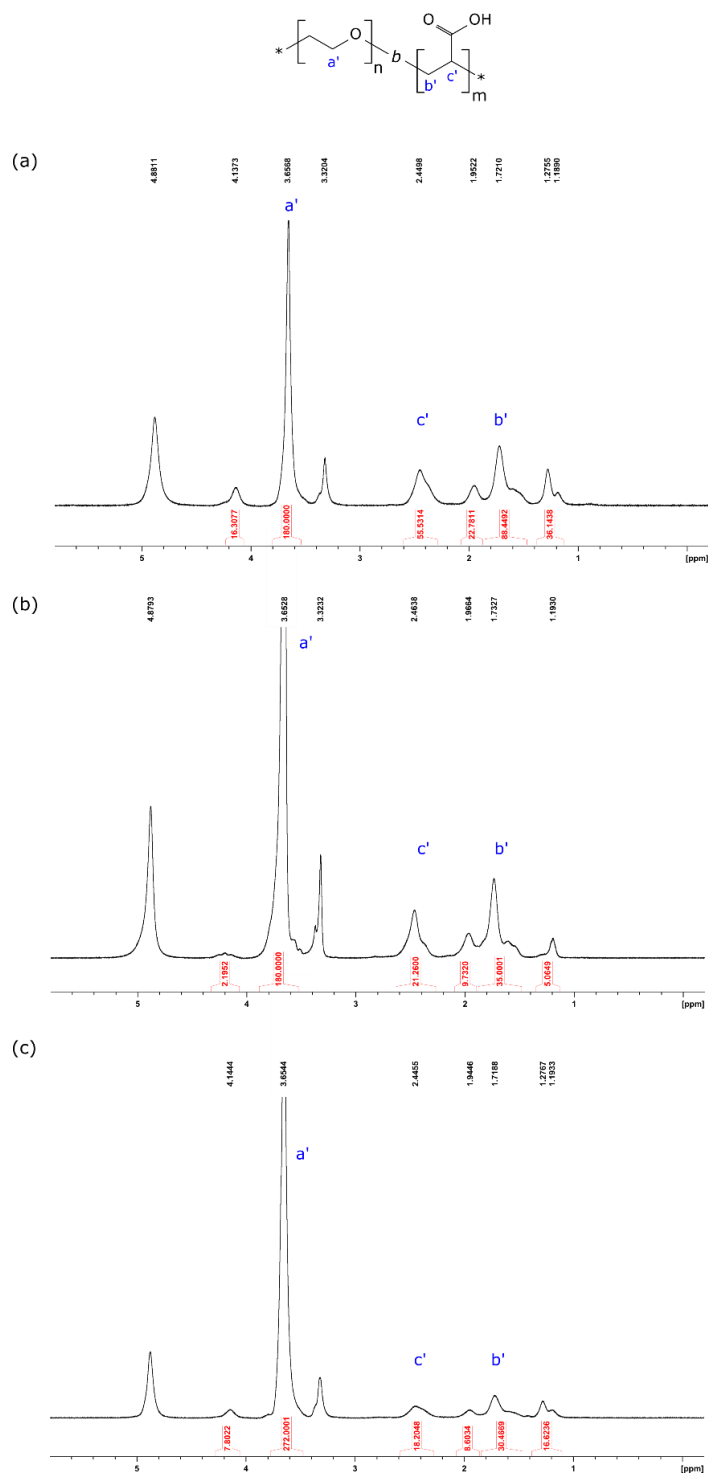 O OH
* O b *
a' n b' c' m
(a)
4.8811 4.1373 3.6568 3.3204 2.4498 1.9522 1.7210 1.2755 1.1890
a'
c' b'
16.3077 180.0000 55.5314 22.7811 88.4492 36.1438
5 4 3 2 1 [ppm]
(b)
4.8793 3.6528 3.3232 2.4638 1.9664 1.7327 1.1930
a'
c' b'
2.1952 180.0000 21.2600 9.7320 35.0001 5.0649
5 4 3 2 1 [ppm]
(c)
4.1444 3.6544 2.4455 1.9446 1.7188 1.2767 1.1933
a'
c' b'
7.8022 272.0001 18.2048 8.6034 30.4669 16.6236
5 4 3 2 1 [ppm]